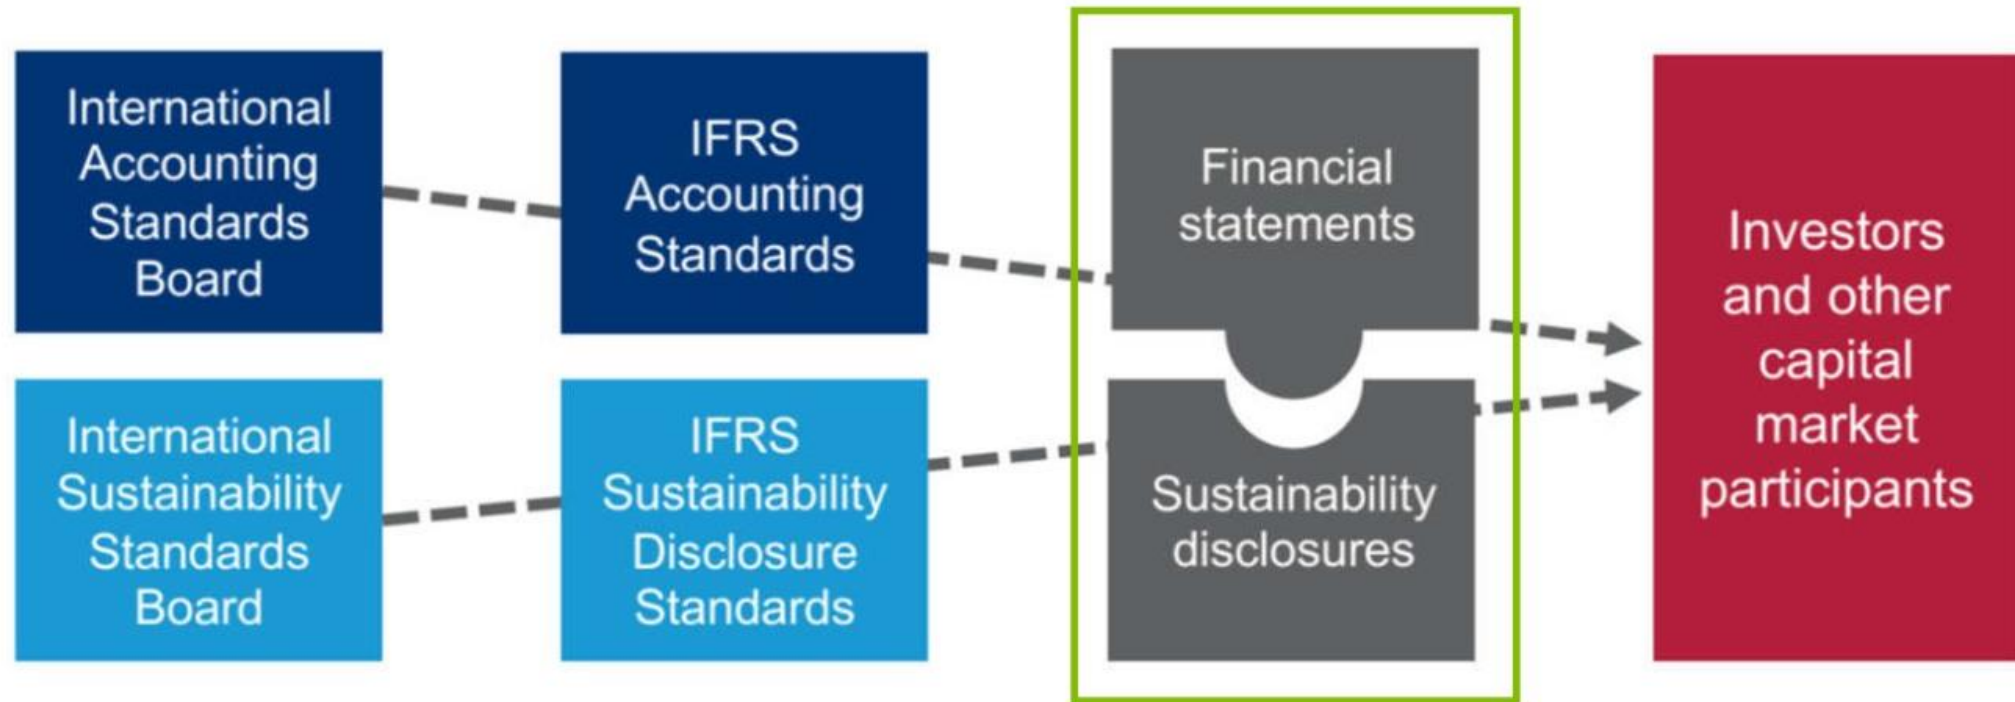 International
Accounting
Standards
Board
IFRS
Accounting
Standards
Financial
statements
Investors
and other
capital
market
participants
International
Sustainability
Standards
Board
IFRS
Sustainability
Disclosure
Standards
Sustainability
disclosures